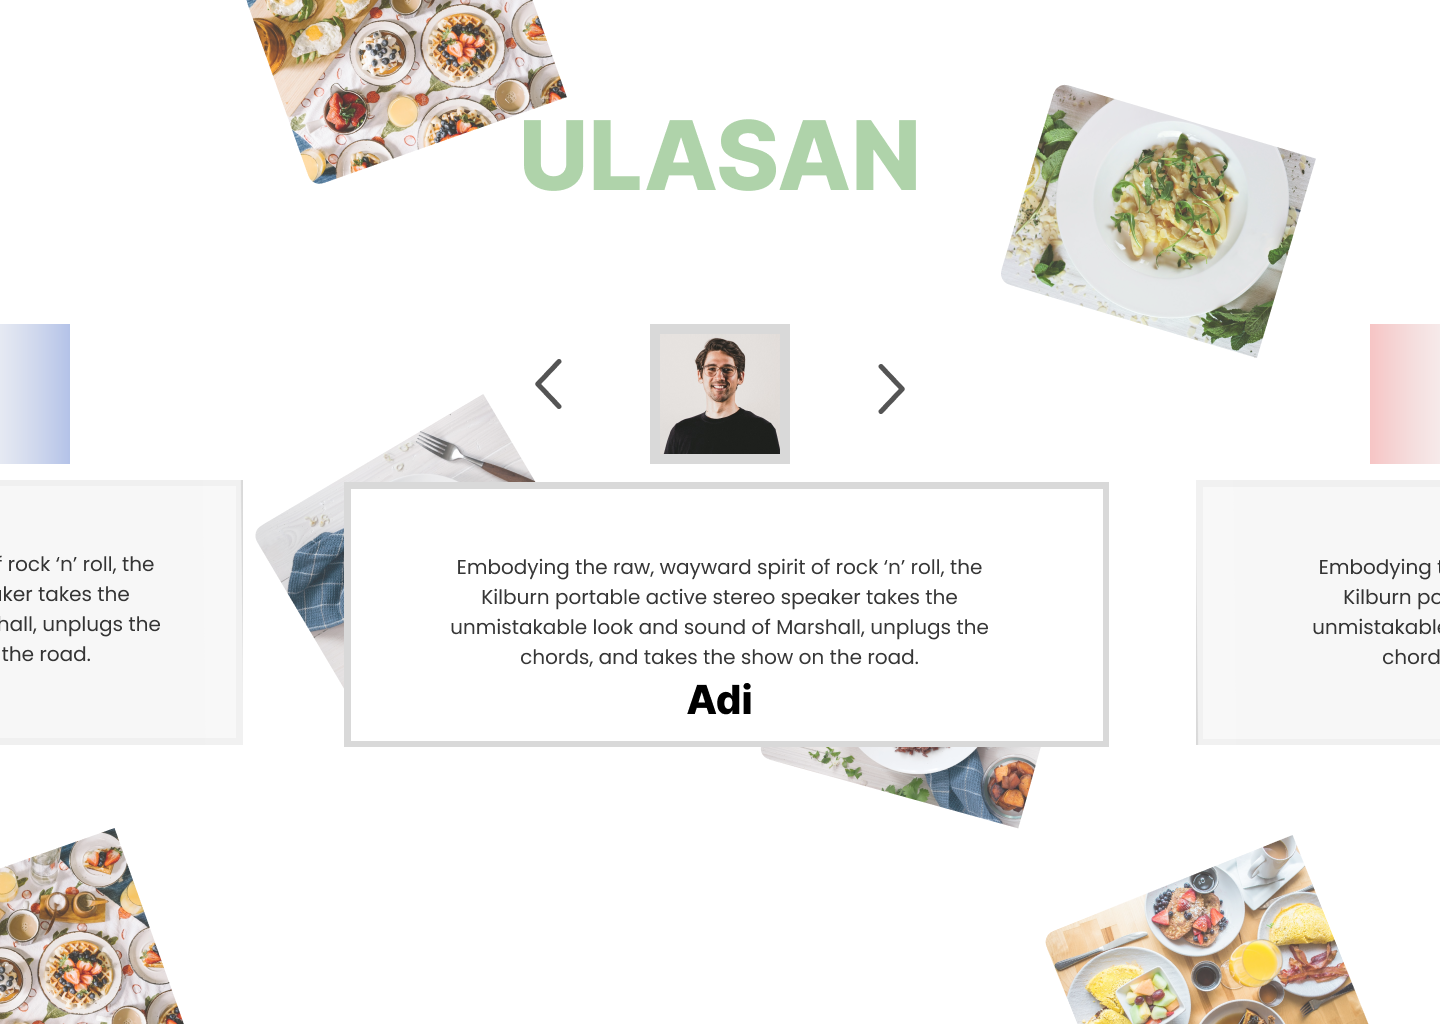 ULASAN
f rock ‘n’ roll, the
ker takes the
hall, unplugs the
the road.
Embodying the raw, wayward spirit of rock ‘n’ roll, the
Kilburn portable active stereo speaker takes the
unmistakable look and sound of Marshall, unplugs the
chords, and takes the show on the road.
Adi
Embodying t
Kilburn po
unmistakable
chord